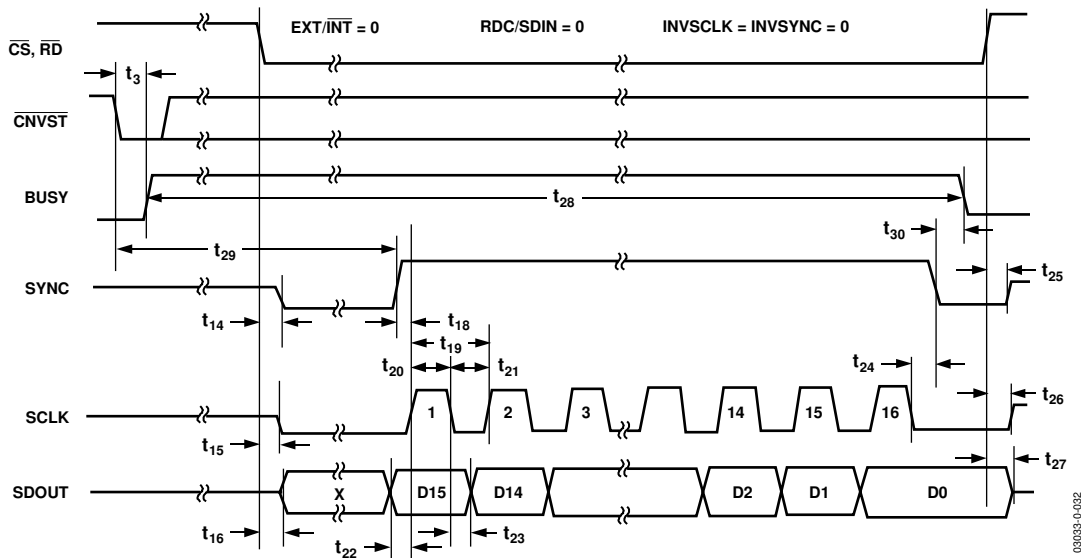 EXT/INT = 0 RDC/SDIN = 0 INVSCLK = INVSYNC = 0
CS, RD
t3
CNVST
BUSY
t28
t30
t29
t25
SYNC
t14
t18
t19
t20
t21
t24
t26
SCLK
1 2 3 14 15 16
t15
t27
SDOUT
X D15 D14 D2 D1 D0
t16
t22
t23
03033-0-032